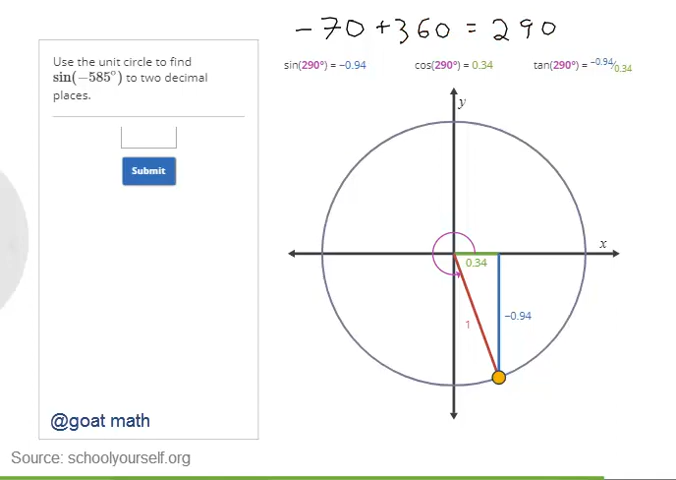 −70 +360 = 290
Use the unit circle to find
sin(−585°) to two decimal
places.
Submit
sin(290°) = −0.94
cos(290°) = 0.34
tan(290°) = −0.94/0.34
y
x
0.34
1
−0.94
@goat math
Source: schoolyourself.org